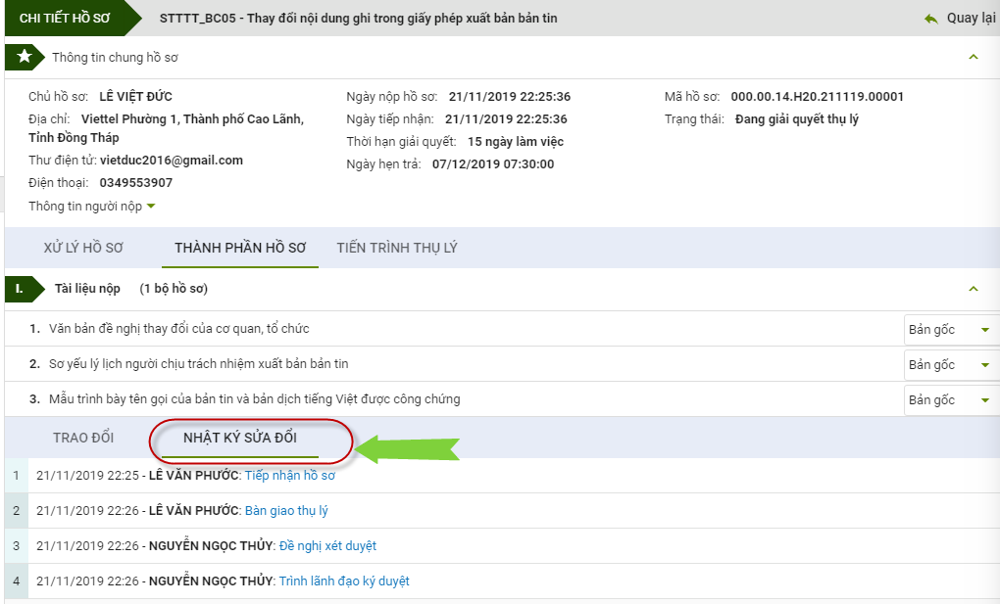 CHI TIẾT HỒ SƠ STTTT_BC05 - Thay đổi nội dung ghi trong giấy phép xuất bản bản tin Quay lại
Thông tin chung hồ sơ
Chủ hồ sơ: LÊ VIỆT ĐỨC
Địa chỉ: Viettel Phường 1, Thành phố Cao Lãnh,
Tỉnh Đồng Tháp
Thư điện tử: vietduc2016@gmail.com
Điện thoại: 0349553907
Thông tin người nộp
Ngày nộp hồ sơ: 21/11/2019 22:25:36
Ngày tiếp nhận: 21/11/2019 22:25:36
Thời hạn giải quyết: 15 ngày làm việc
Ngày hẹn trả: 07/12/2019 07:30:00
Mã hồ sơ: 000.00.14.H20.211119.00001
Trạng thái: Đang giải quyết thụ lý
XỬ LÝ HỒ SƠ THÀNH PHẦN HỒ SƠ TIẾN TRÌNH THỤ LÝ
I. Tài liệu nộp (1 bộ hồ sơ)
1. Văn bản đề nghị thay đổi của cơ quan, tổ chức Bản gốc
2. Sơ yếu lý lịch người chịu trách nhiệm xuất bản bản tin Bản gốc
3. Mẫu trình bày tên gọi của bản tin và bản dịch tiếng Việt được công chứng Bản gốc
TRAO ĐỔI NHẬT KÝ SỬA ĐỔI
1 21/11/2019 22:25 - LÊ VĂN PHƯỚC: Tiếp nhận hồ sơ
2 21/11/2019 22:26 - LÊ VĂN PHƯỚC: Bàn giao thụ lý
3 21/11/2019 22:26 - NGUYỄN NGỌC THỦY: Đề nghị xét duyệt
4 21/11/2019 22:26 - NGUYỄN NGỌC THỦY: Trình lãnh đạo ký duyệt